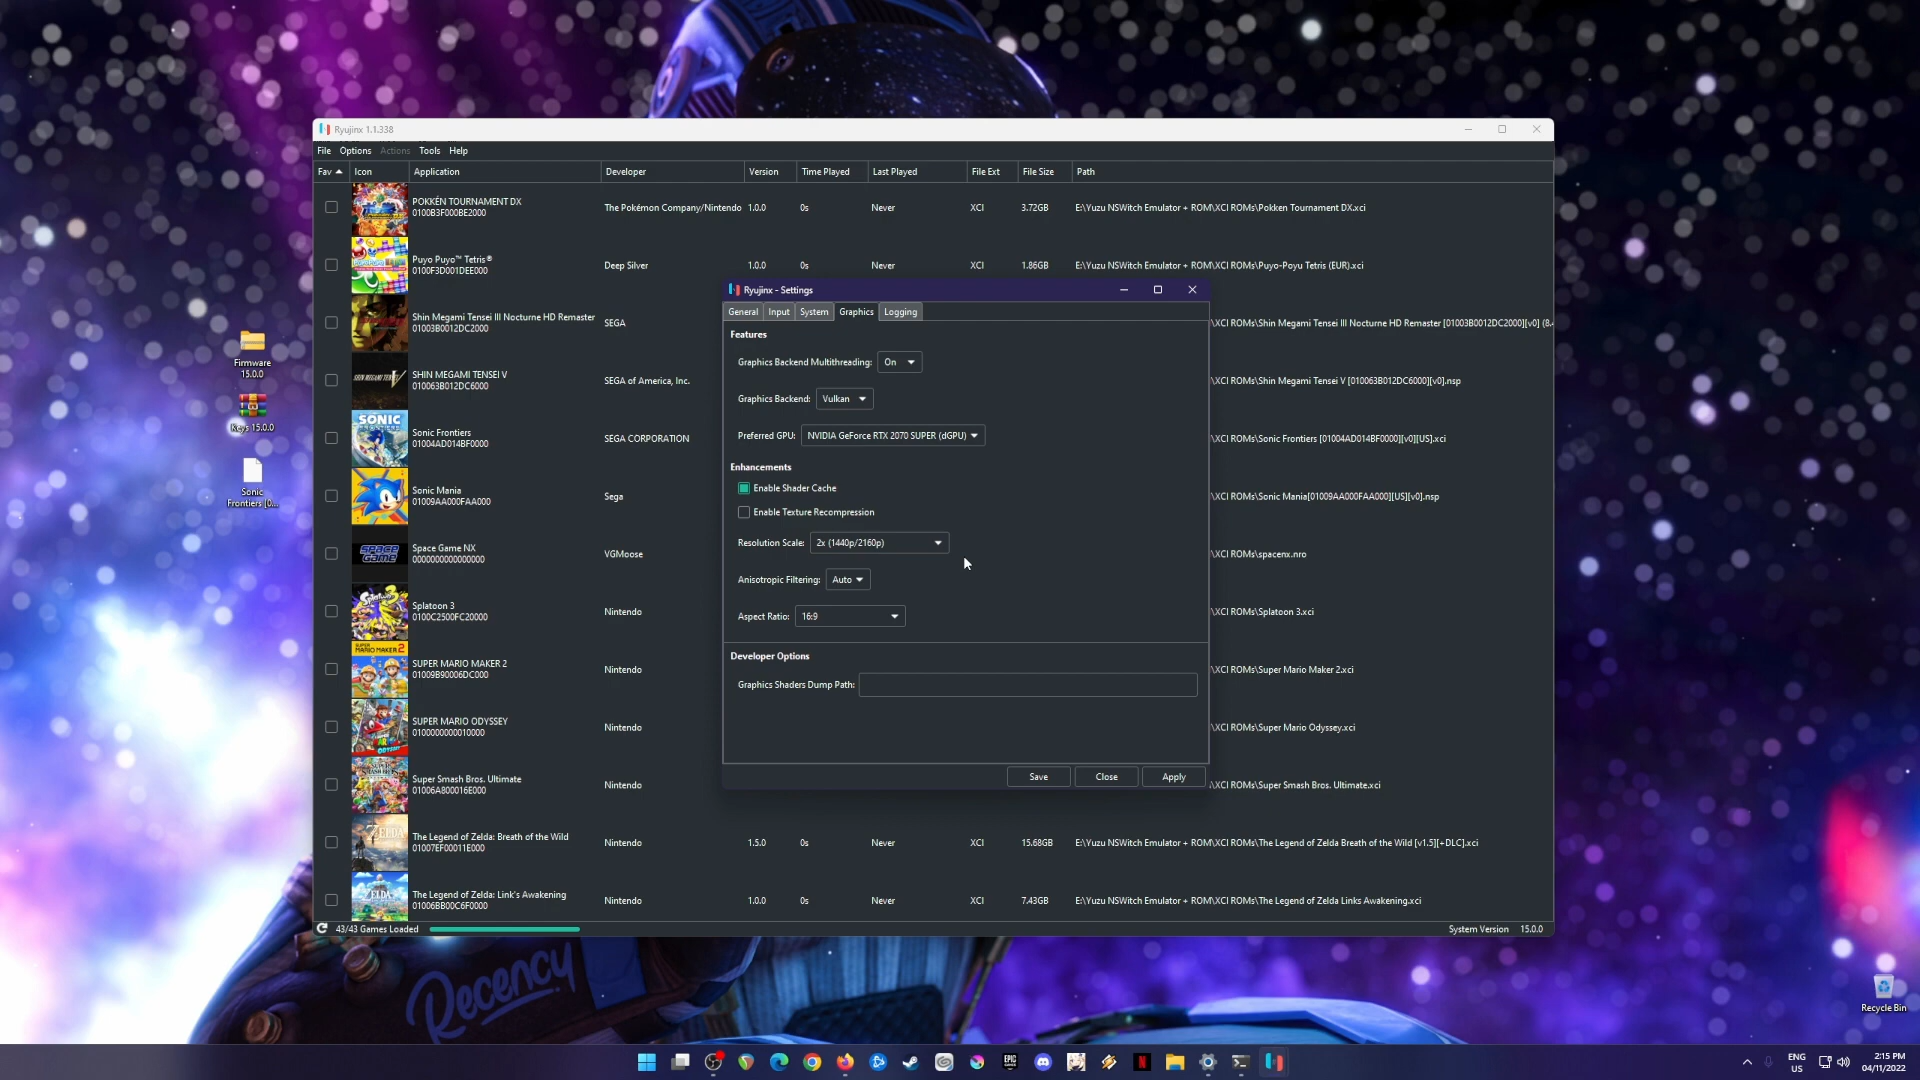 Ryujinx 1.1.338
File Options Actions Tools Help
Fav Icon Application Developer Version Time Played Last Played File Ext File Size Path
POKKÉN TOURNAMENT DX
0100B3F000BE2000
The Pokémon Company/Nintendo 1.0.0 0s Never XCI 3.72GB E:\Yuzu NSWitch Emulator + ROM\XCI ROMs\Pokken Tournament DX.xci
Puyo Puyo™ Tetris®
0100F3D001DEE000
Deep Silver 1.0.0 0s Never XCI 1.86GB E:\Yuzu NSWitch Emulator + ROM\XCI ROMs\Puyo-Poyu Tetris (EUR).xci
Shin Megami Tensei III Nocturne HD Remaster
01003B0012DC2000
SEGA \XCI ROMs\Shin Megami Tensei III Nocturne HD Remaster [01003B0012DC2000][v0] (8.
SHIN MEGAMI TENSEI V
010063B012DC6000
SEGA of America, Inc. \XCI ROMs\Shin Megami Tensei V [010063B012DC6000][v0].nsp
SONIC
Sonic Frontiers
01004AD014BF0000
SEGA CORPORATION \XCI ROMs\Sonic Frontiers [01004AD014BF0000][v0][US].xci
Sonic Mania
01009AA000FAA000
Sega \XCI ROMs\Sonic Mania[01009AA000FAA000][US][v0].nsp
SPACE GAME
Space Game NX
0000000000000000
VGMoose \XCI ROMs\spacenx.nro
Splatoon 3
0100C2500FC20000
Nintendo \XCI ROMs\Splatoon 3.xci
SUPER MARIO MAKER 2
SUPER MARIO MAKER 2
01009B90006DC000
Nintendo \XCI ROMs\Super Mario Maker 2.xci
SUPER MARIO ODYSSEY
0100000000010000
Nintendo \XCI ROMs\Super Mario Odyssey.xci
Super Smash Bros. Ultimate
01006A800016E000
Nintendo \XCI ROMs\Super Smash Bros. Ultimate.xci
ZELDA
The Legend of Zelda: Breath of the Wild
01007EF00011E000
Nintendo 1.5.0 0s Never XCI 15.68GB E:\Yuzu NSWitch Emulator + ROM\XCI ROMs\The Legend of Zelda Breath of the Wild [v1.5][+DLC].xci
ZELDA
The Legend of Zelda: Link's Awakening
01006BB00C6F0000
Nintendo 1.0.0 0s Never XCI 7.43GB E:\Yuzu NSWitch Emulator + ROM\XCI ROMs\The Legend of Zelda Links Awakening.xci
43/43 Games Loaded System Version 15.0.0
Ryujinx - Settings
General Input System Graphics Logging
Features
Graphics Backend Multithreading: On
Graphics Backend: Vulkan
Preferred GPU: NVIDIA GeForce RTX 2070 SUPER (dGPU)
Enhancements
Enable Shader Cache
Enable Texture Recompression
Resolution Scale: 2x (1440p/2160p)
Anisotropic Filtering: Auto
Aspect Ratio: 16:9
Developer Options
Graphics Shaders Dump Path:
Save Close Apply
Firmware
15.0.0
Keys 15.0.0
Sonic
Frontiers [0...
Recency
Recycle Bin
EPIC
N
ENG
US
2:15 PM
04/11/2022